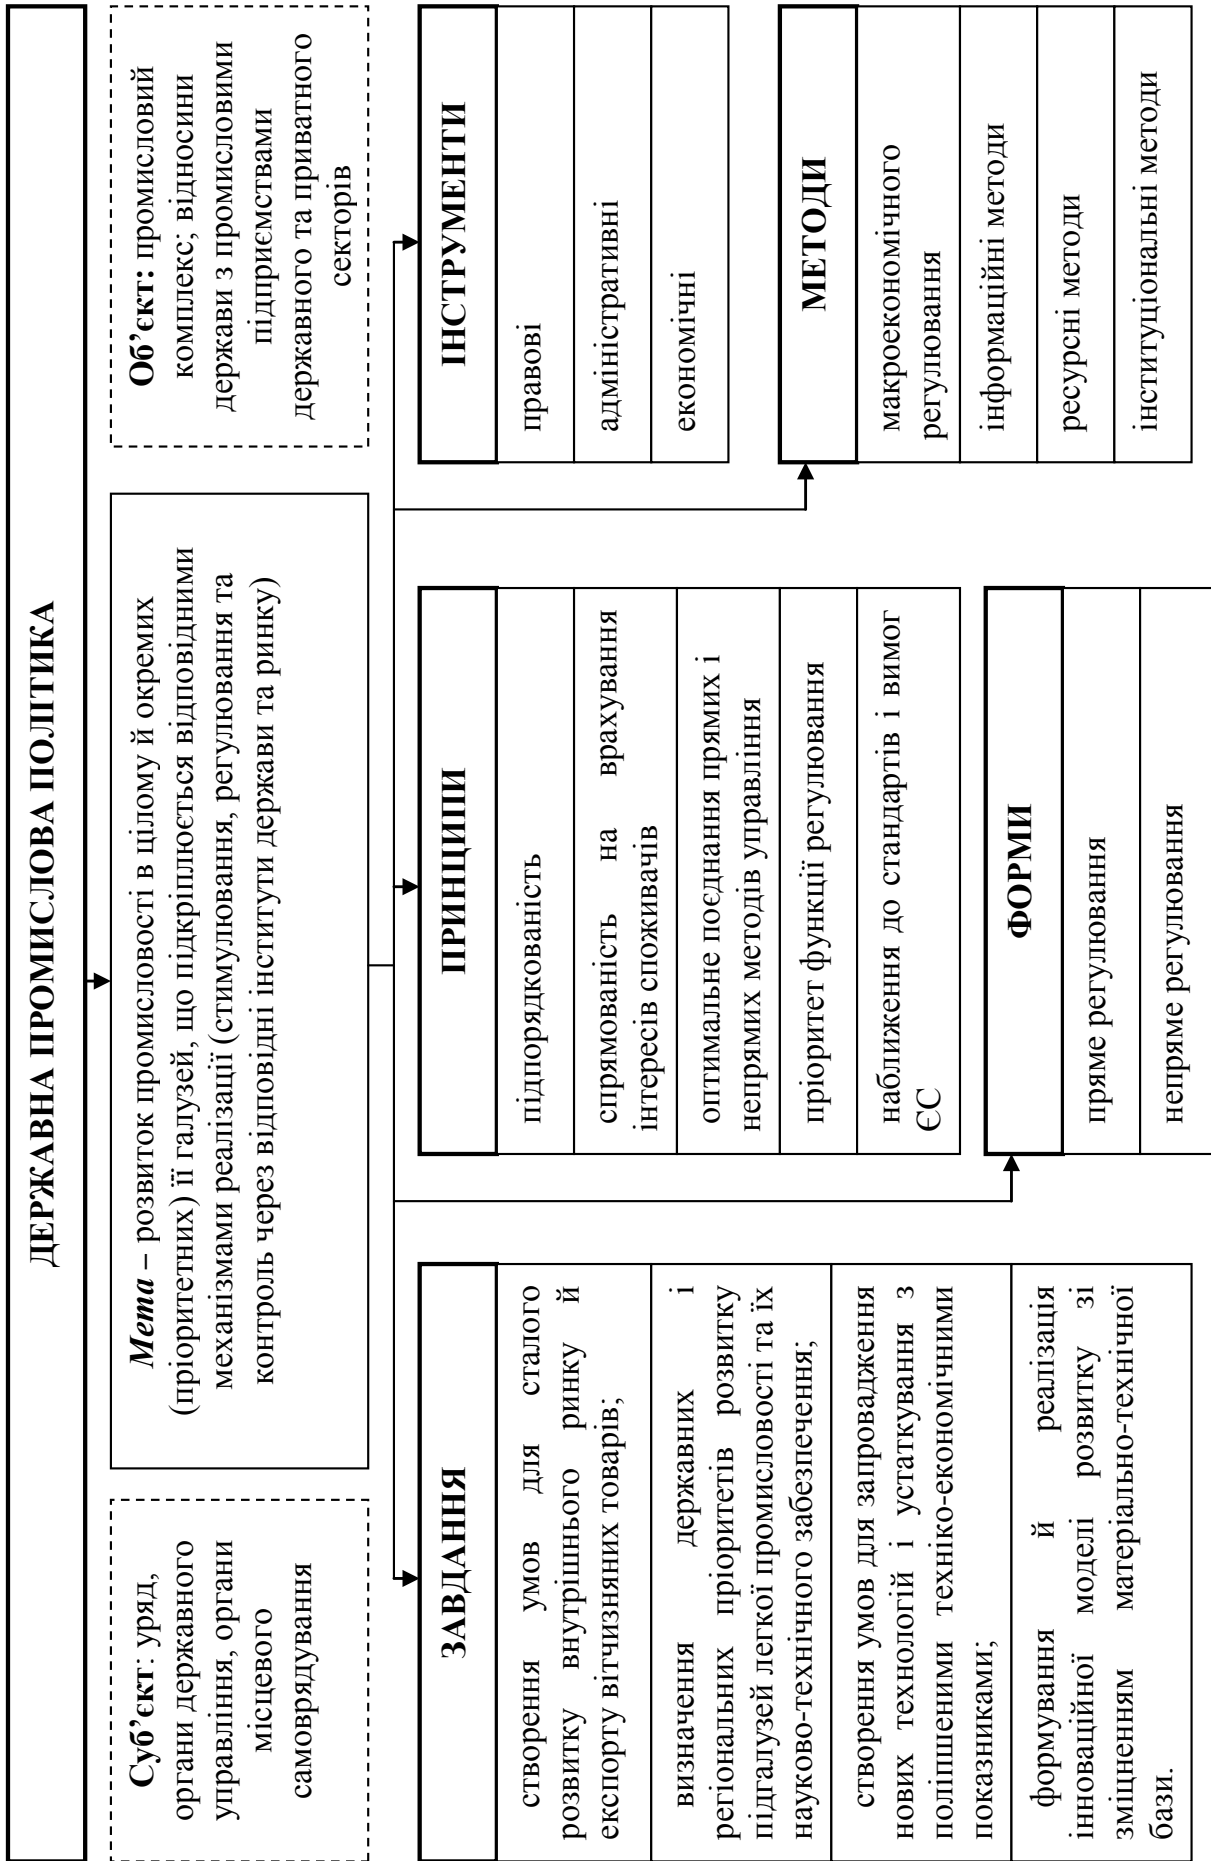 ДЕРЖАВНА ПРОМИСЛОВА ПОЛІТИКА
Суб’єкт: уряд,
органи державного
управління, органи
місцевого
самоврядування
Мета – розвиток промисловості в цілому й окремих
(пріоритетних) її галузей, що підкріплюється відповідними
механізмами реалізації (стимулювання, регулювання та
контроль через відповідні інститути держави та ринку)
Об’єкт: промисловий
комплекс; відносини
держави з промисловими
підприємствами
державного та приватного
секторів
ЗАВДАННЯ
створення умов для сталого
розвитку внутрішнього ринку й
експорту вітчизняних товарів;
визначення державних і
регіональних пріоритетів розвитку
підгалузей легкої промисловості та їх
науково-технічного забезпечення;
створення умов для запровадження
нових технологій і устаткування з
поліпшеними техніко-економічними
показниками;
формування й реалізація
інноваційної моделі розвитку зі
зміцненням матеріально-технічної
бази.
ПРИНЦИПИ
підпорядкованість
спрямованість на врахування
інтересів споживачів
оптимальне поєднання прямих і
непрямих методів управління
пріоритет функції регулювання
наближення до стандартів і вимог
ЄС
ФОРМИ
пряме регулювання
непряме регулювання
ІНСТРУМЕНТИ
правові
адміністративні
економічні
МЕТОДИ
макроекономічного
регулювання
інформаційні методи
ресурсні методи
інституціональні методи